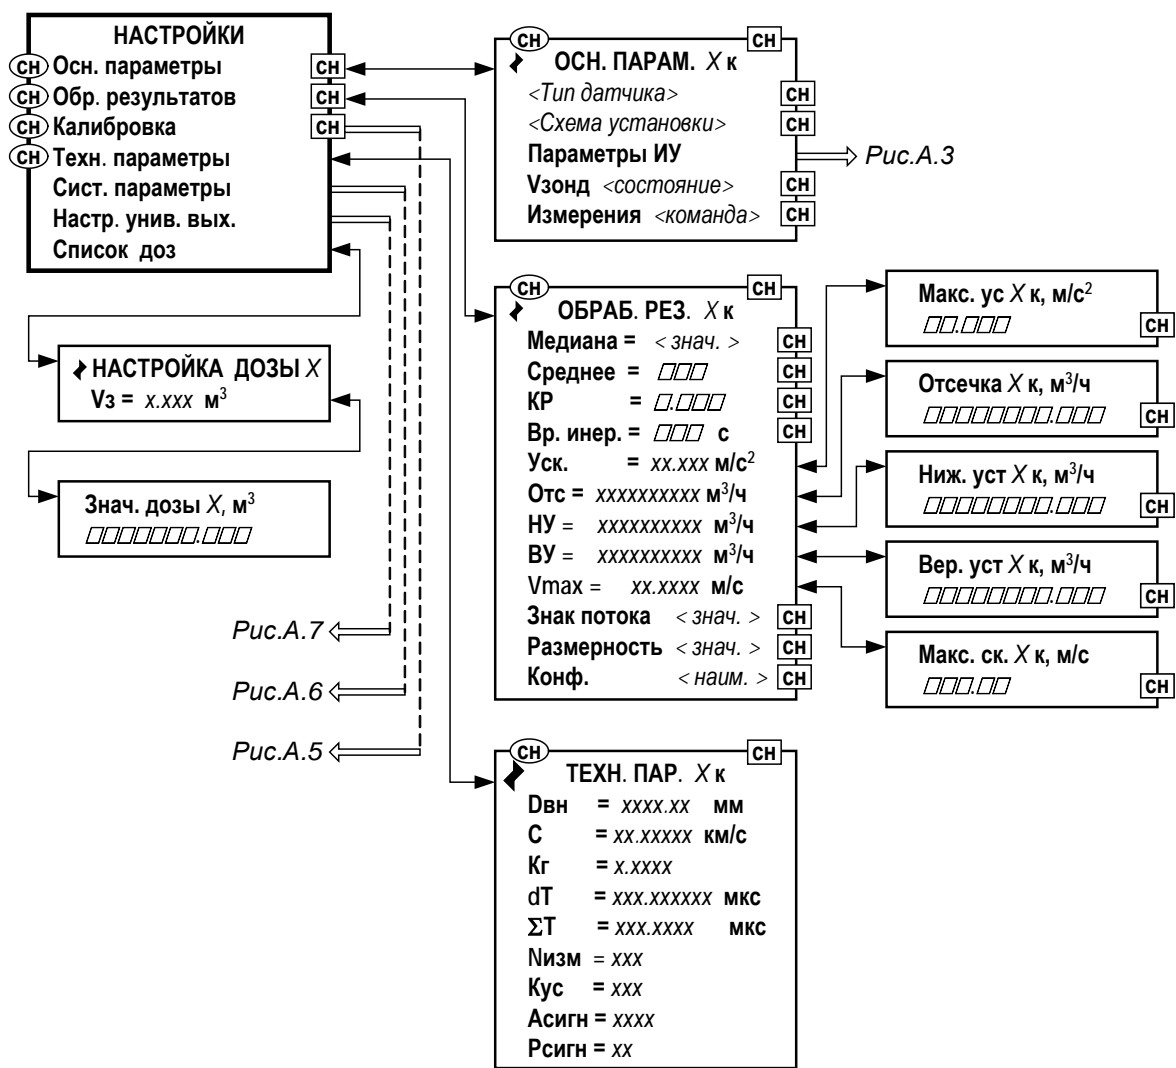 НАСТРОЙКИ
СН Осн. параметры СН
СН Обр. результатов СН
СН Калибровка СН
СН Техн. параметры
Сист. параметры
Настр. унив. вых.
Список доз
НАСТРОЙКА ДОЗЫ X
Vз = x.xxx м³
Знач. дозы X, м³
Рис.А.7
Рис.А.6
Рис.А.5
СН СН
ОСН. ПАРАМ. X к
<Тип датчика> СН
<Схема установки> СН
Параметры ИУ Рис.А.3
Vзонд <состояние> СН
Измерения <команда> СН
СН СН
ОБРАБ. РЕЗ. X к
Медиана = < знач. > СН
Среднее = СН
КР = . СН
Вр. инер. = с СН
Уск. = xx.xxx м/с²
Отс = xxxxxxxxxx м³/ч
НУ = xxxxxxxxxx м³/ч
ВУ = xxxxxxxxxx м³/ч
Vmax = xx.xxxx м/с
Знак потока < знач. > СН
Размерность < знач. > СН
Конф. < наим. > СН
Макс. ус X к, м/с²
СН
Отсечка X к, м³/ч
СН
Ниж. уст X к, м³/ч
СН
Вер. уст X к, м³/ч
СН
Макс. ск. X к, м/с
СН
СН СН
ТЕХН. ПАР. X к
Dвн = xxxx.xx мм
С = xx.xxxxx км/с
Кг = x.xxxx
dT = xxx.xxxxxx мкс
ΣT = xxx.xxxx мкс
Nизм = xxx
Кус = xxx
Асигн = xxxx
Рсигн = xx